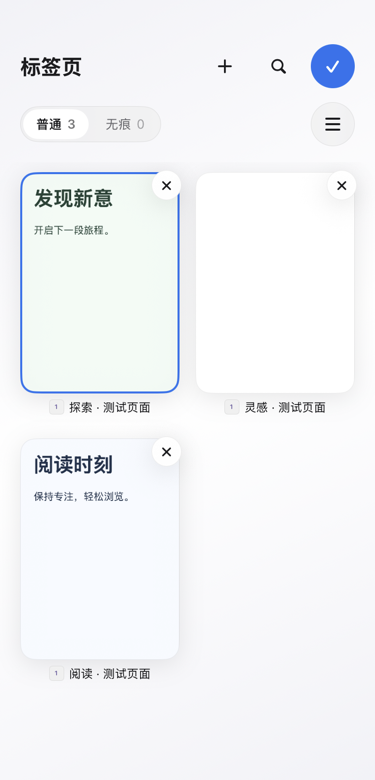 标签页
普通 3
无痕 0
发现新意
开启下一段旅程。
1 探索 · 测试页面
1 灵感 · 测试页面
阅读时刻
保持专注，轻松浏览。
1 阅读 · 测试页面